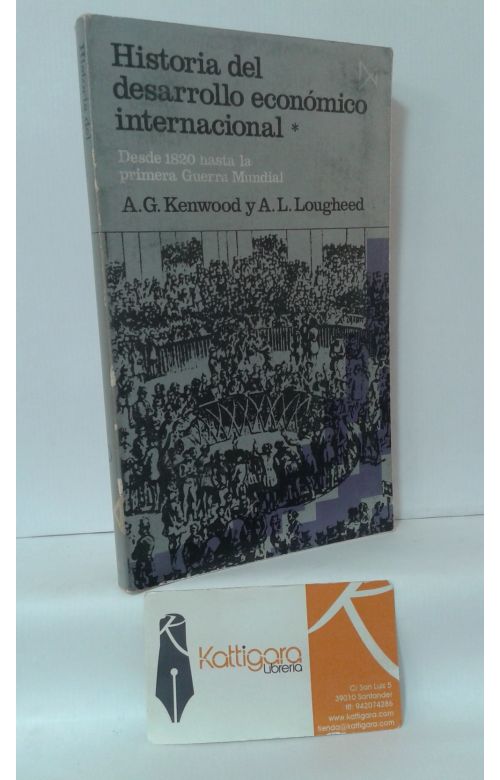 Historia del
desarrollo económico
internacional *
Desde 1820 hasta la
primera Guerra Mundial
A.G. Kenwood y A.L. Lougheed
Kattigara
Librería
C/ San Luis 5
39010 Santander
tlf: 942074286
www.kattigara.com
tienda@kattigara.com